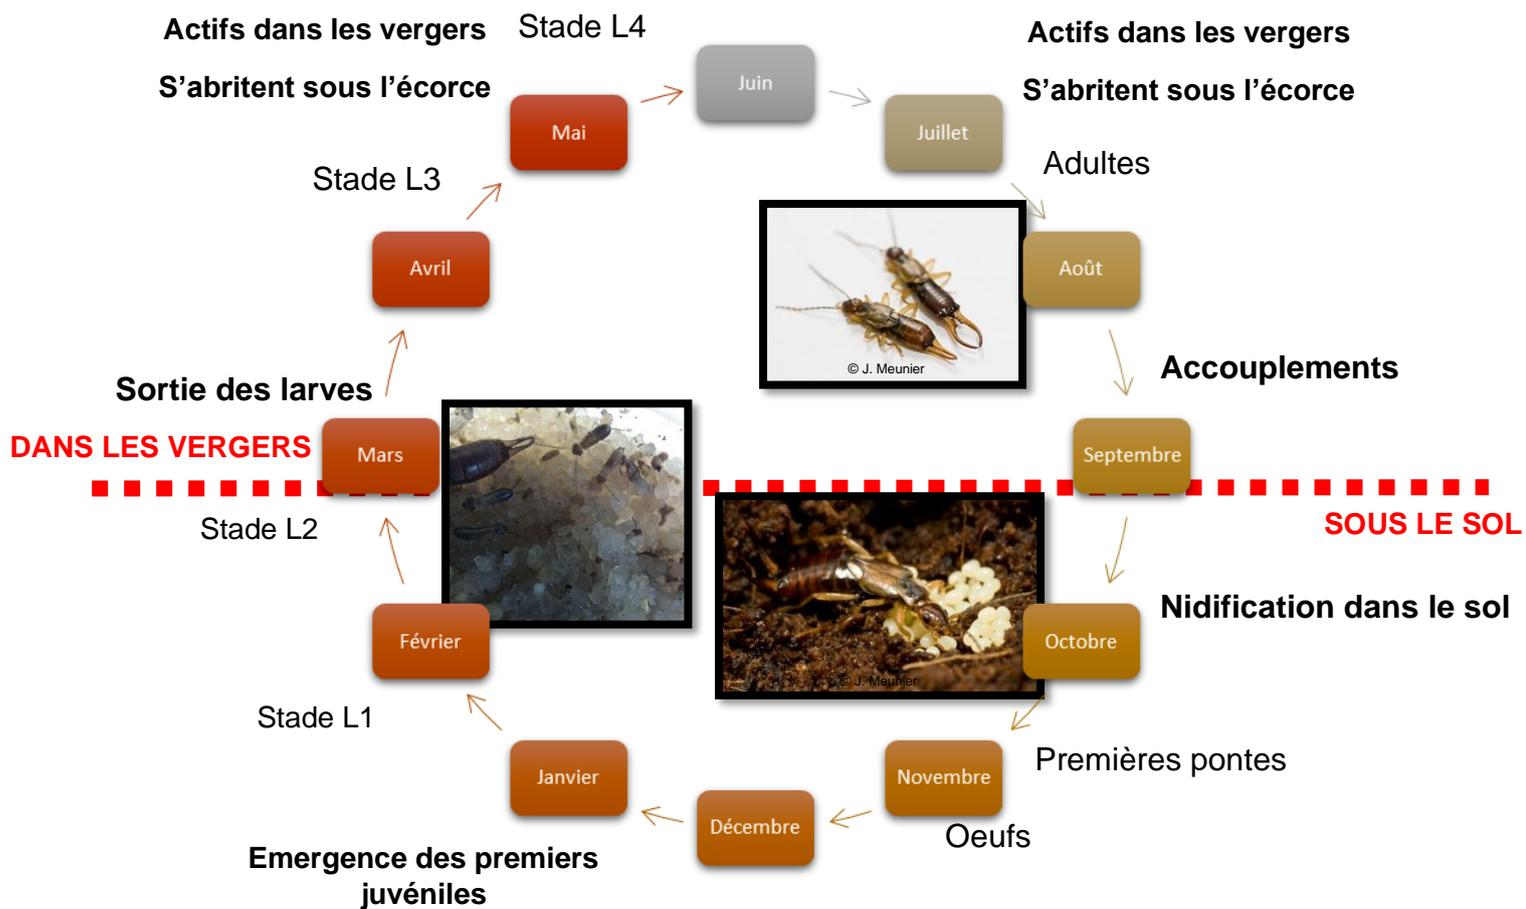 Actifs dans les vergers
Stade L4
Actifs dans les vergers
S'abritent sous l'écorce
S'abritent sous l'écorce
Juin
Mai
Juillet
Stade L3
Adultes
Avril
Août
© J. Meunier
Accouplements
Sortie des larves
DANS LES VERGERS
Mars
Septembre
Stade L2
SOUS LE SOL
Nidification dans le sol
Février
Octobre
© J. Meunier
Stade L1
Premières pontes
Janvier
Novembre
Décembre
Oeufs
Emergence des premiers
juvéniles